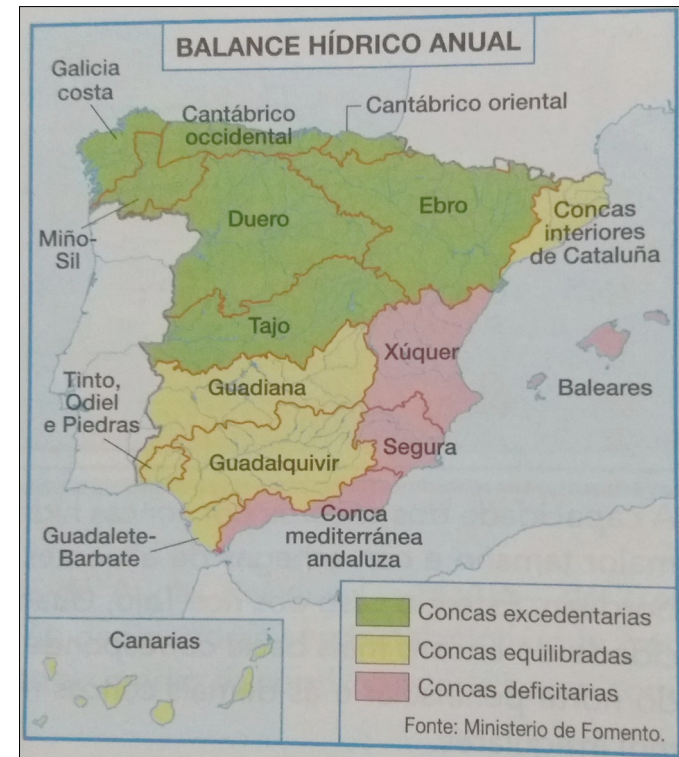 BALANCE HÍDRICO ANUAL
Galicia
costa
Cantábrico
occidental
Cantábrico oriental
Miño-
Sil
Duero
Ebro
Concas
interiores
de Cataluña
Tajo
Xúquer
Tinto,
Odiel
e Piedras
Guadiana
Baleares
Guadalquivir
Segura
Guadalete-
Barbate
Conca
mediterránea
andaluza
Canarias
Concas excedentarias
Concas equilibradas
Concas deficitarias
Fonte: Ministerio de Fomento.